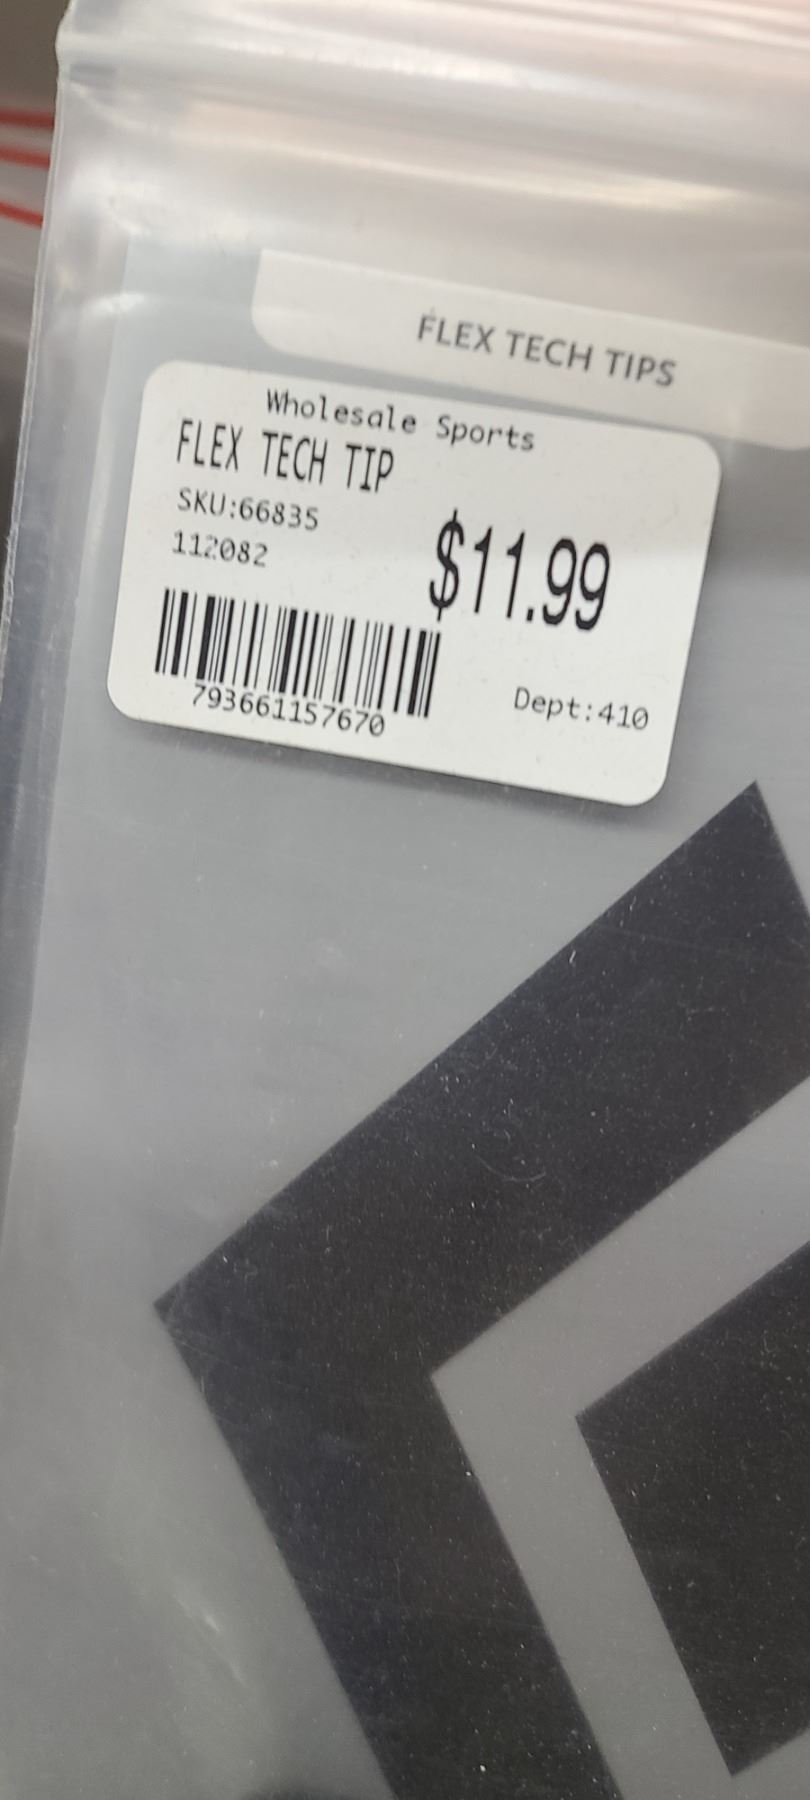 FLEX TECH TIPS
Wholesale Sports
FLEX TECH TIP
SKU:66835
112082
$11.99
793661157670
Dept:410